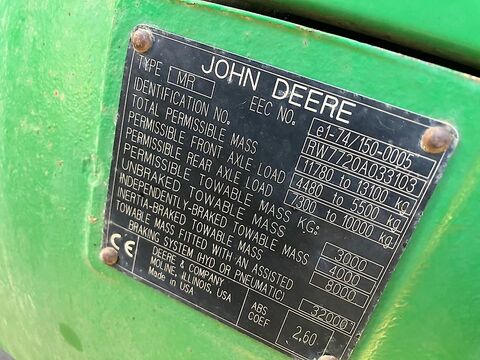 JOHN DEERE
TYPE MR EEC NO. e1-74/150-0005
IDENTIFICATION NO. RW7720A033103
TOTAL PERMISSIBLE MASS 11780 to 13100 kg
PERMISSIBLE FRONT AXLE LOAD 4480 to 5500 kg
PERMISSIBLE REAR AXLE LOAD 7300 to 10000 kg
PERMISSIBLE TOWABLE MASS KG:
UNBRAKED TOWABLE MASS 3000
INDEPENDENTLY-BRAKED TOWABLE MASS 4000
INERTIA-BRAKED TOWABLE MASS 8000
TOWABLE MASS FITTED WITH AN ASSISTED
BRAKING SYSTEM (HYD OR PNEUMATIC) 32000
CE
DEERE & COMPANY
MOLINE, ILLINOIS, USA
Made in USA
ABS
COEF 2,60